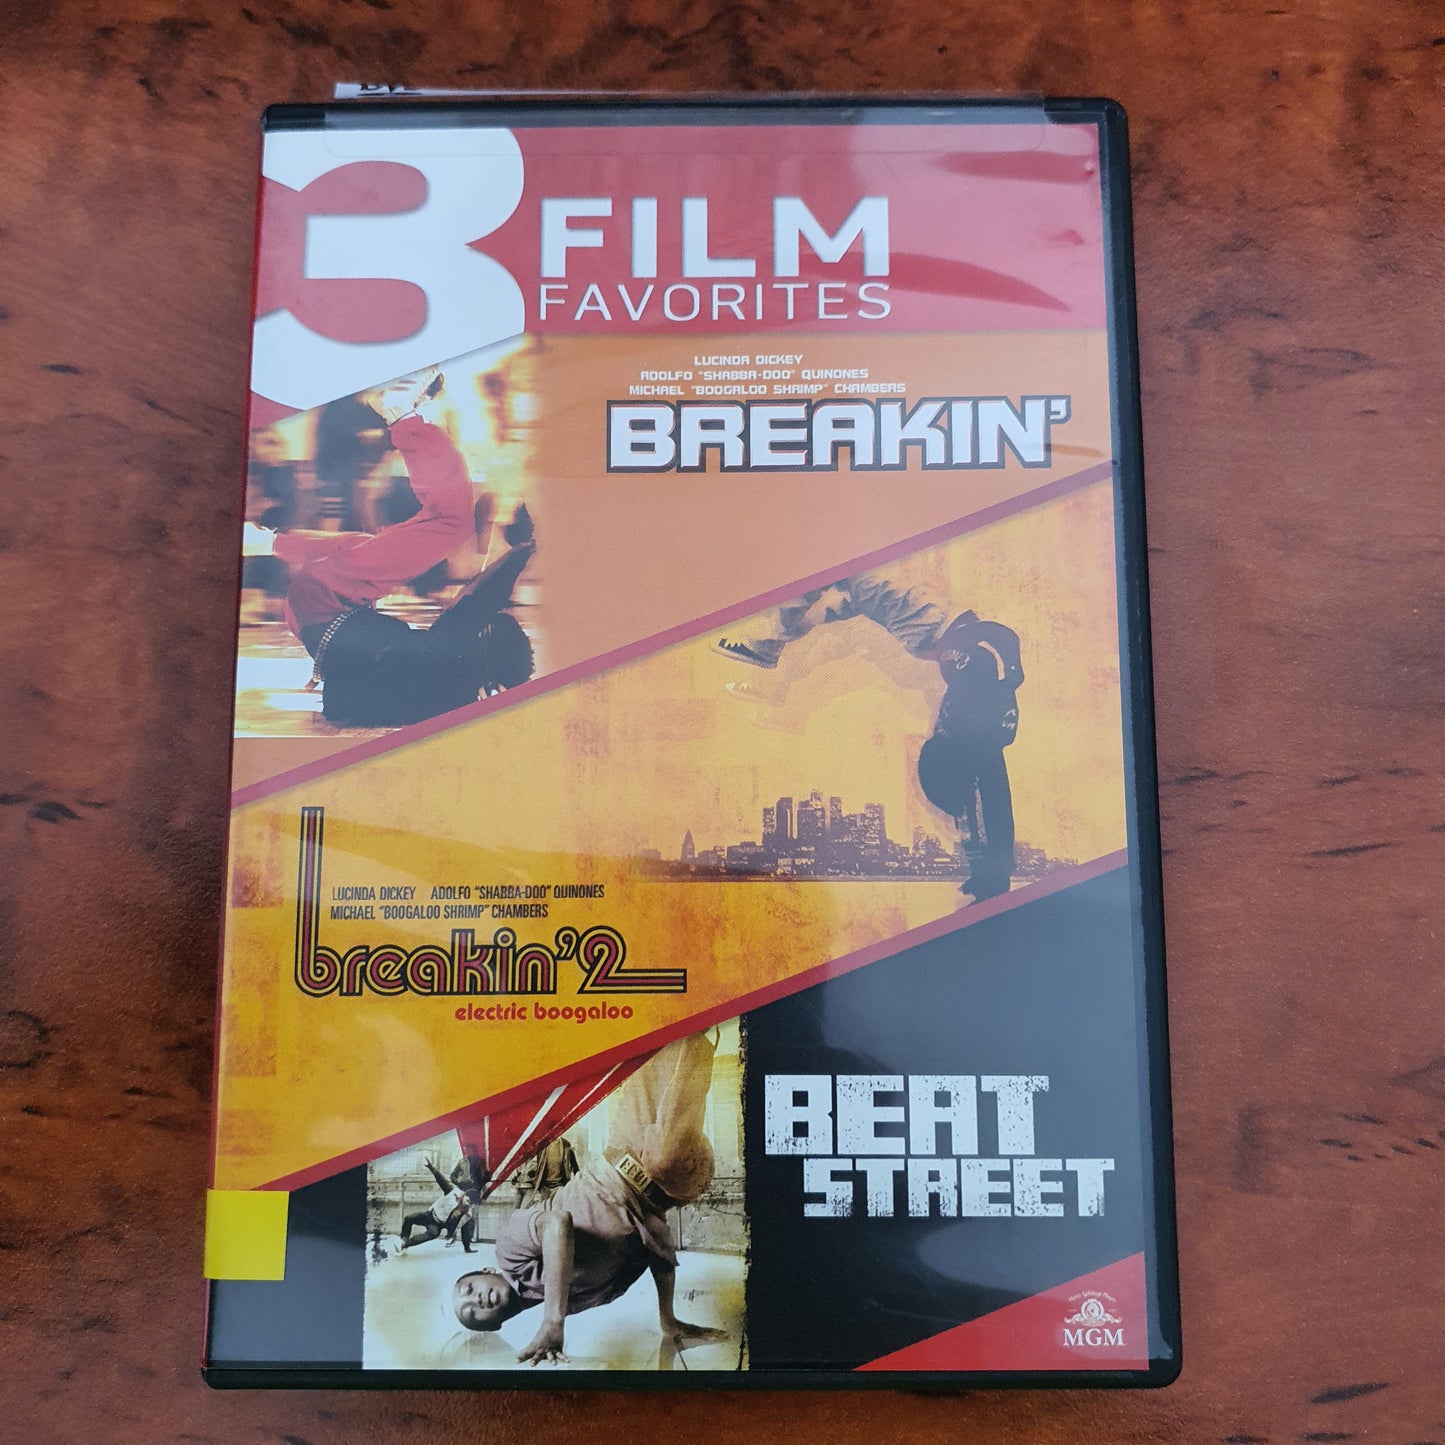 3 FILM
FAVORITES
LUCINDA DICKEY
ADOLFO "SHABBA-DOO" QUINONES
MICHAEL "BOOGALOO SHRIMP" CHAMBERS
BREAKIN'
LUCINDA DICKEY ADOLFO "SHABBA-DOO" QUINONES
MICHAEL "BOOGALOO SHRIMP" CHAMBERS
breakin'2
electric boogaloo
BEAT
STREET
MGM